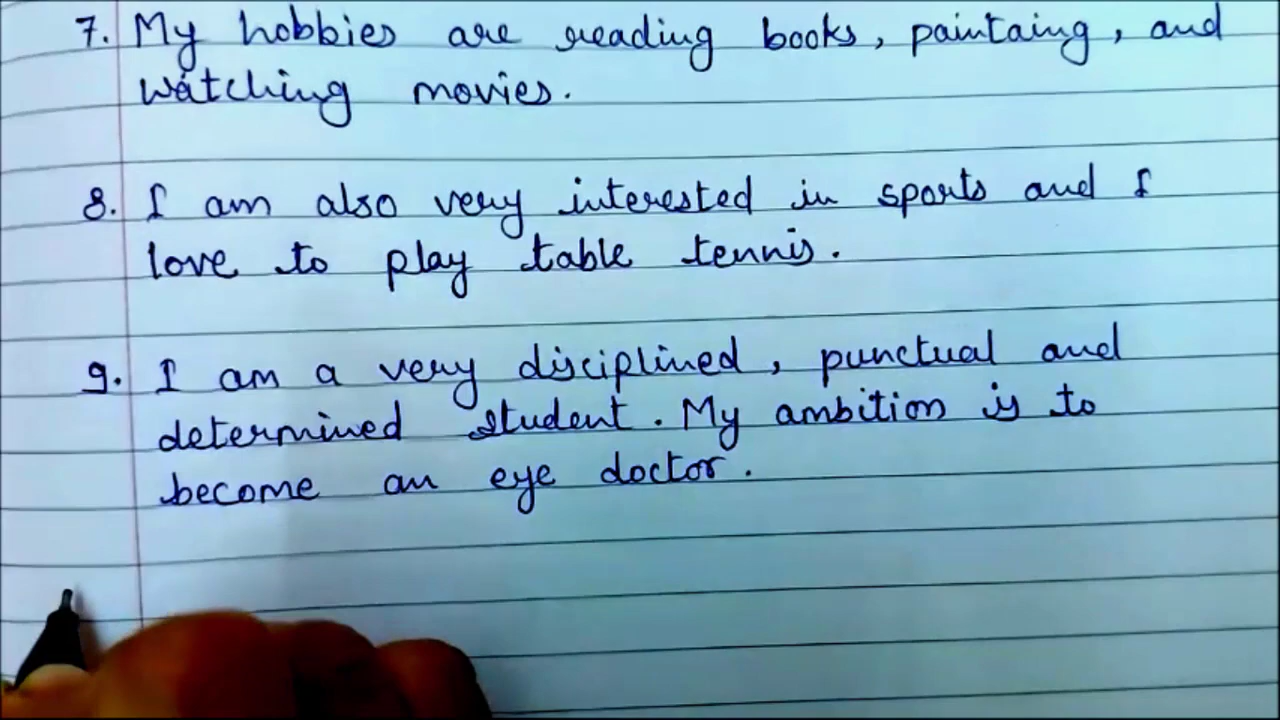 7. My hobbies are reading books, paintaing, and
watching movies.
8. I am also very interested in sports and I
love to play table tennis.
9. I am a very disciplined, punctual and
determined student. My ambition is to
become an eye doctor.